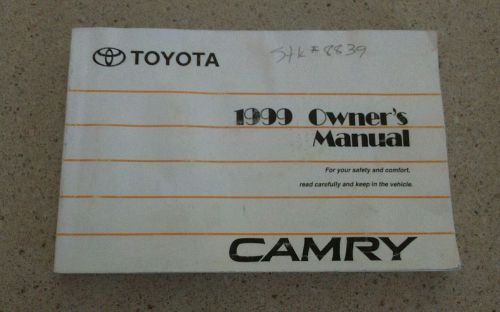 TOYOTA
Stk#8839
1999 Owner's
Manual
For your safety and comfort,
read carefully and keep in the vehicle.
CAMRY